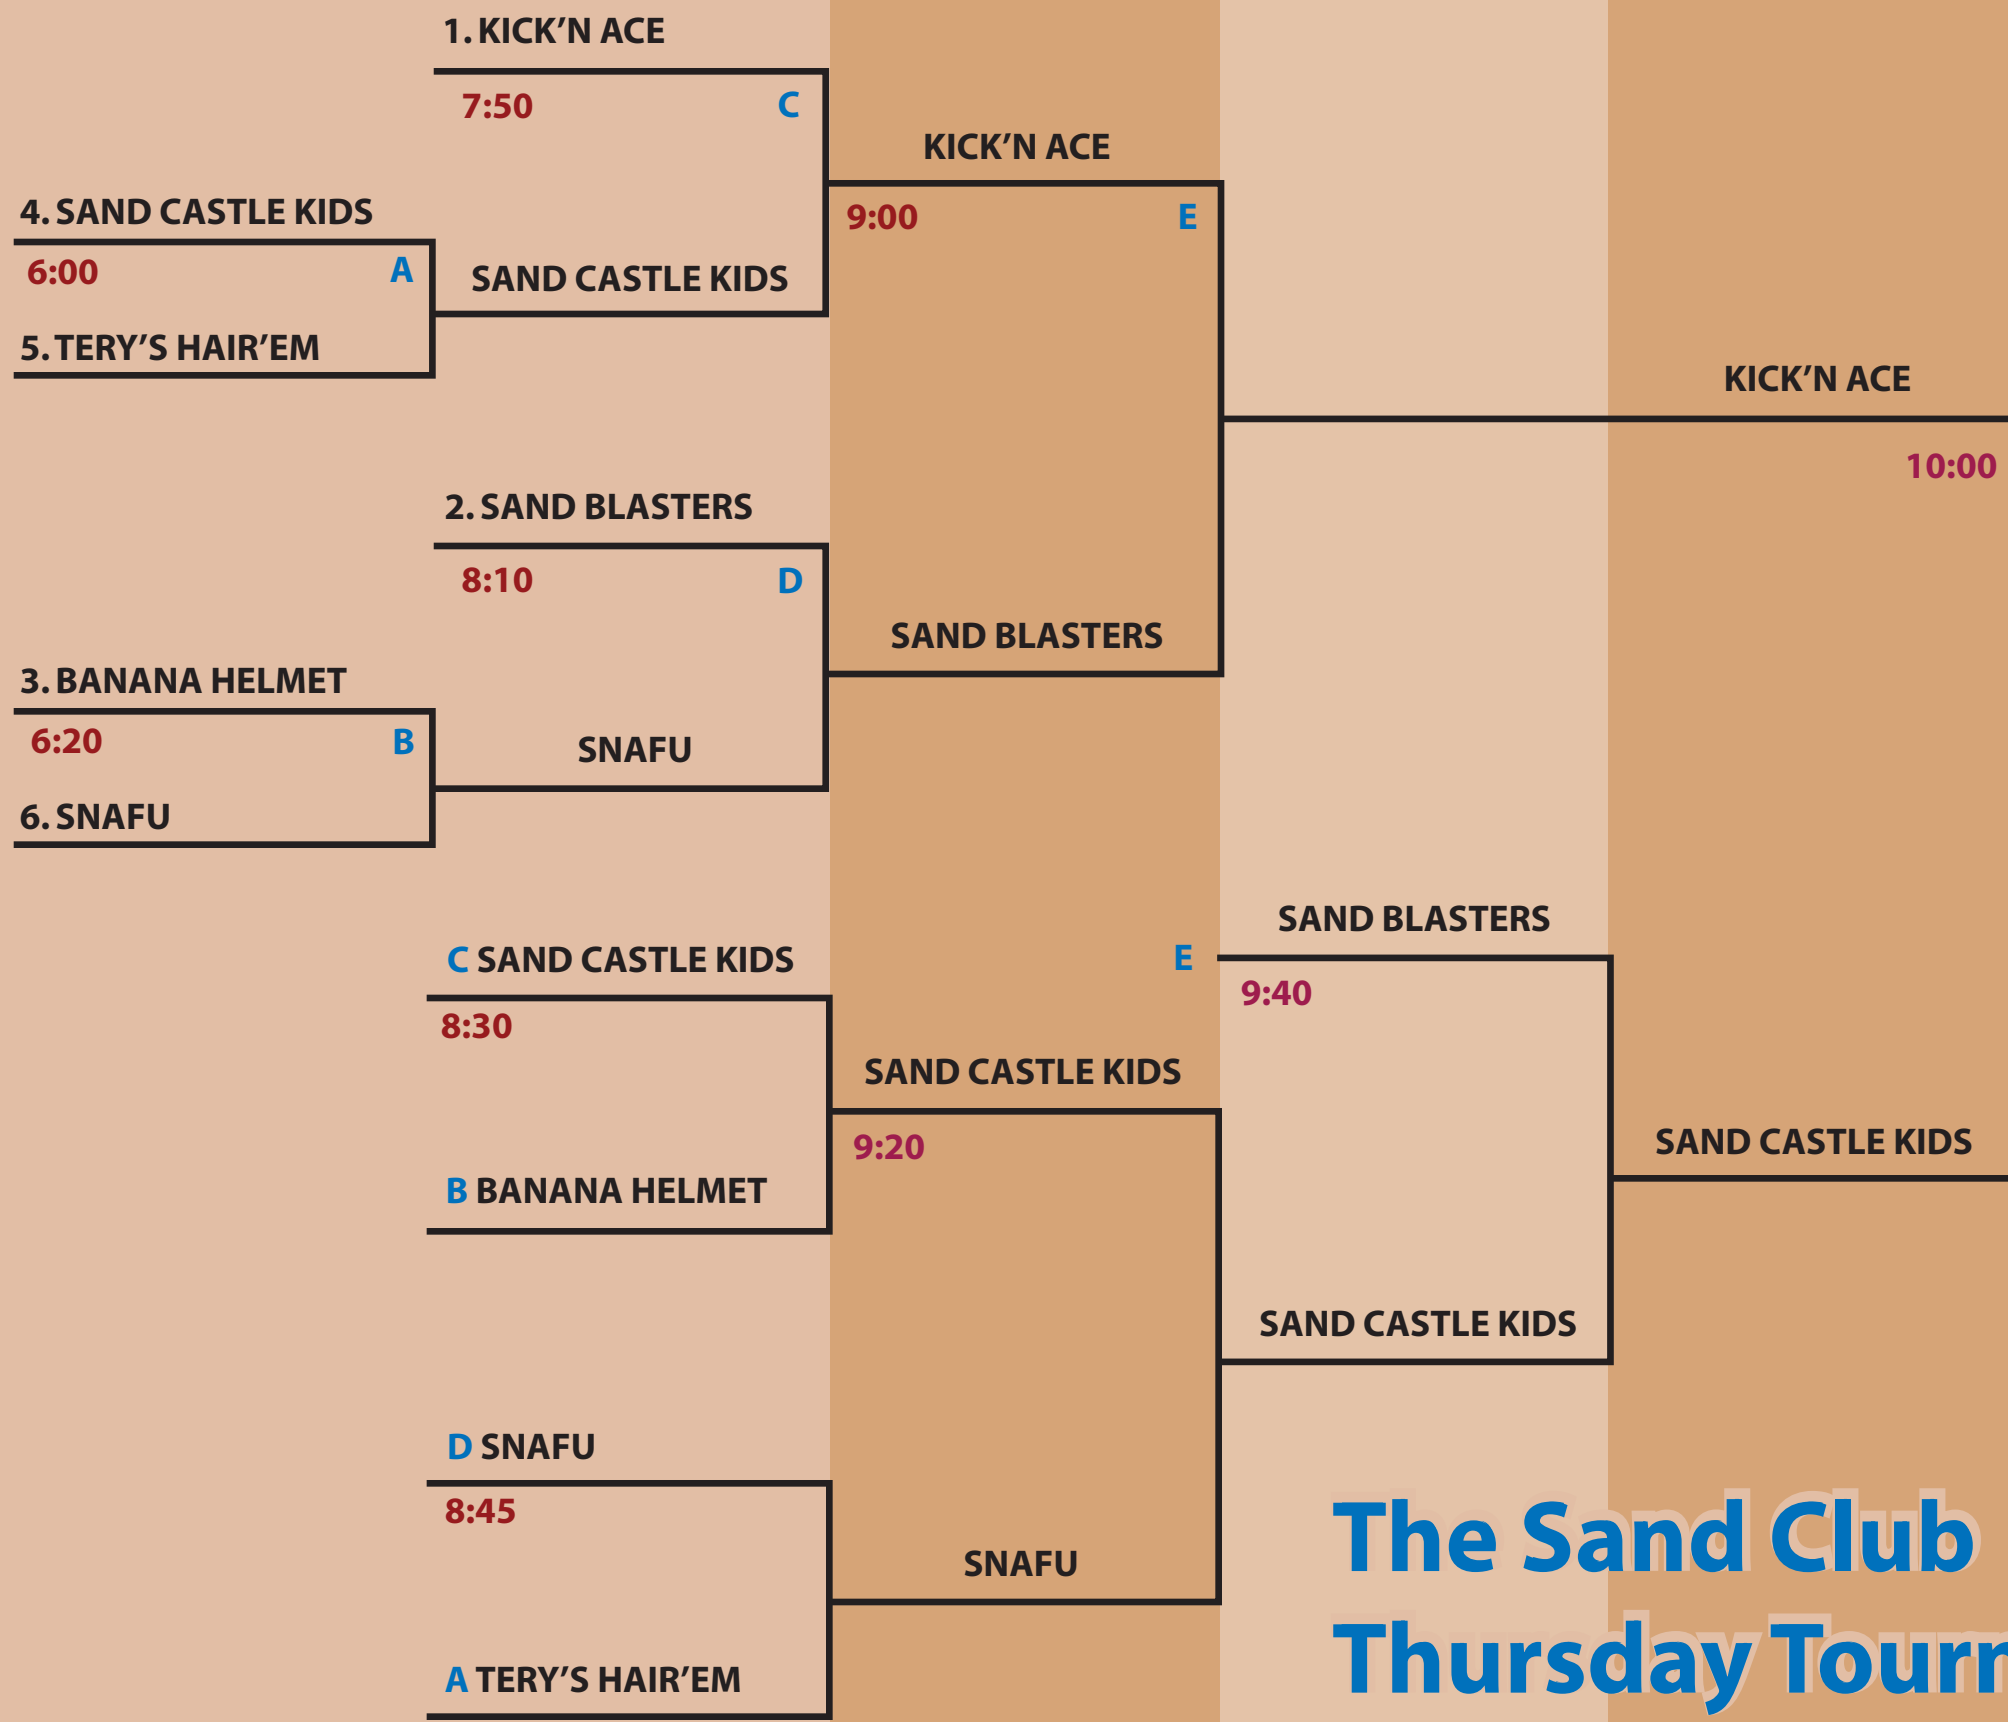 1. KICK’N ACE
7:50 C
KICK’N ACE
4. SAND CASTLE KIDS
9:00 E
6:00 A
SAND CASTLE KIDS
5. TERY’S HAIR’EM
KICK’N ACE
10:00
2. SAND BLASTERS
8:10 D
SAND BLASTERS
3. BANANA HELMET
6:20 B
SNAFU
6. SNAFU
SAND BLASTERS
C SAND CASTLE KIDS
E
9:40
8:30
SAND CASTLE KIDS
9:20
SAND CASTLE KIDS
B BANANA HELMET
SAND CASTLE KIDS
D SNAFU
8:45
SNAFU
A TERY’S HAIR’EM
The Sand Club
Thursday